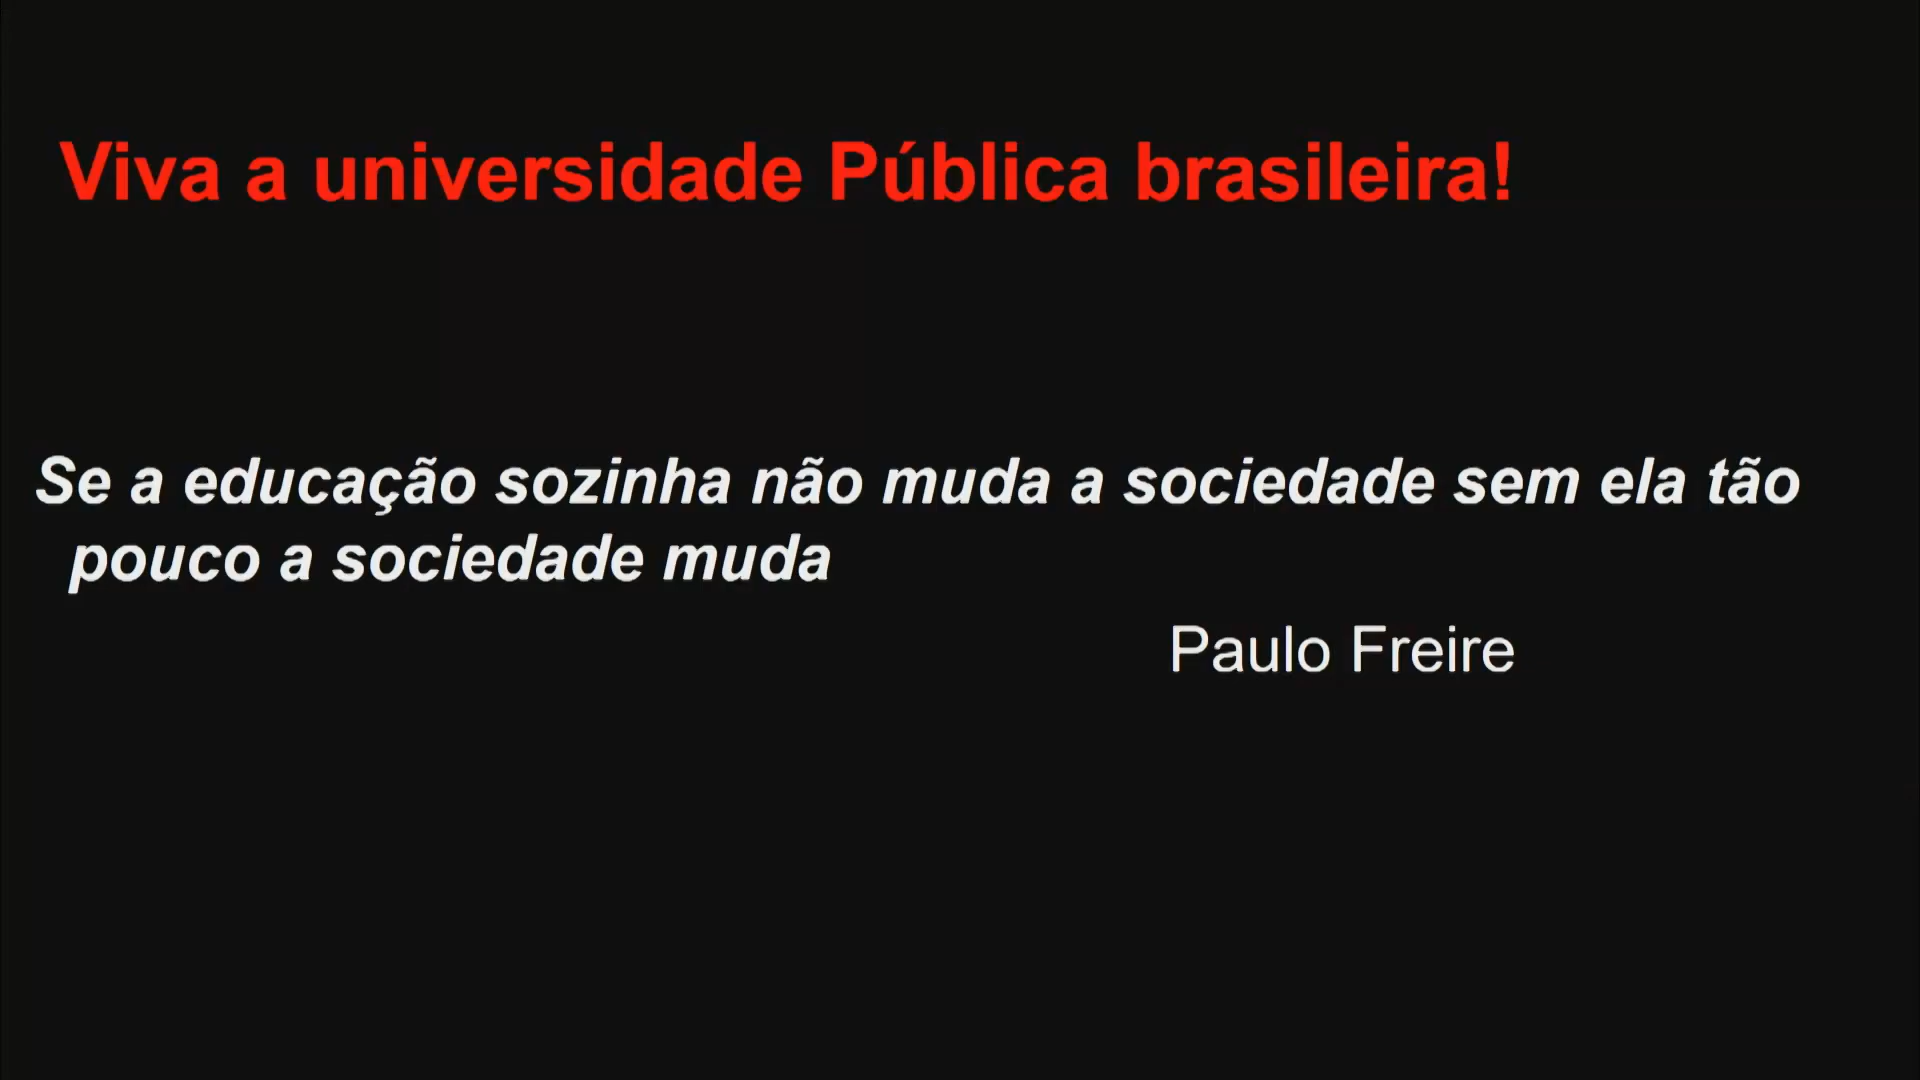 Viva a universidade Pública brasileira!
Se a educação sozinha não muda a sociedade sem ela tão
pouco a sociedade muda
Paulo Freire